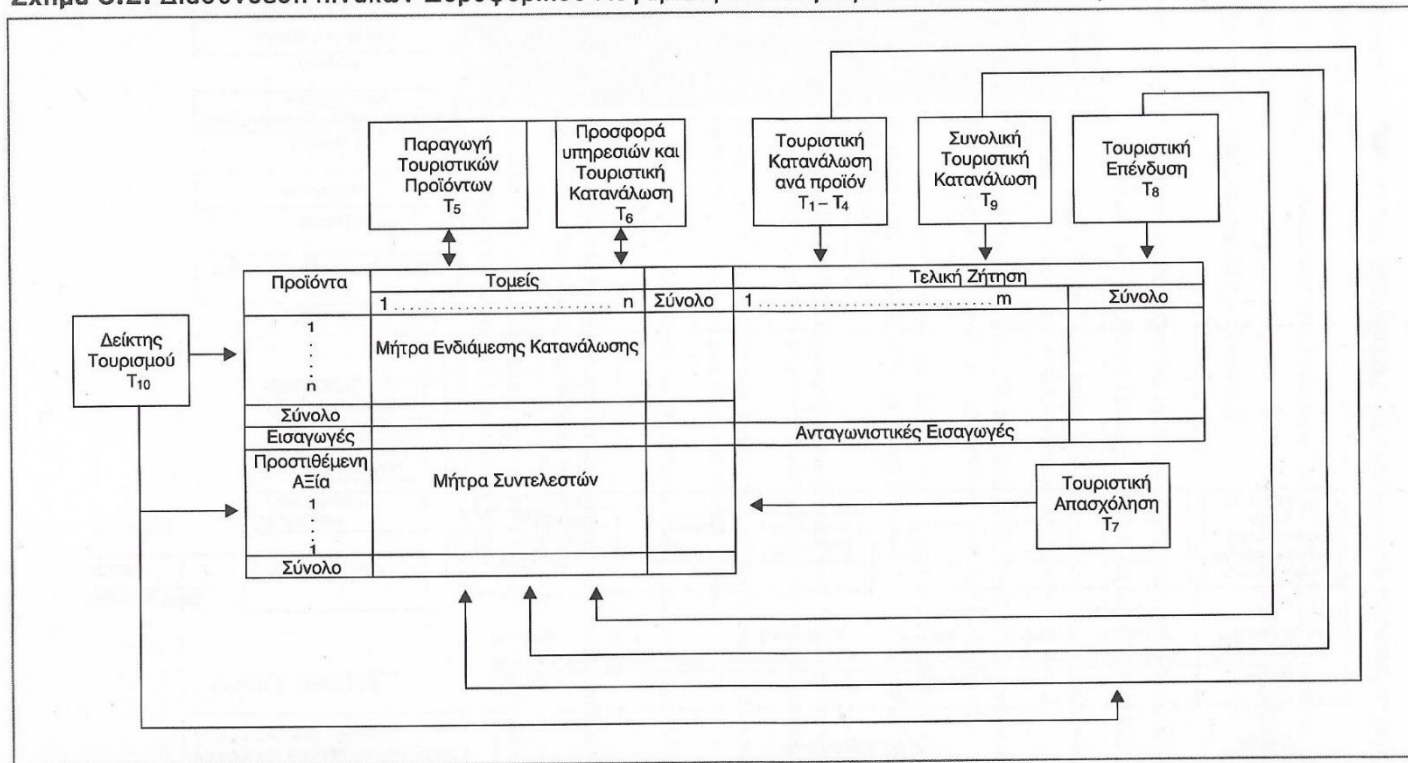 Παραγωγή
Τουριστικών
Προϊόντων
T5
Προσφορά
υπηρεσιών και
Τουριστική
Κατανάλωση
T6
Τουριστική
Κατανάλωση
ανά προϊόν
T1 – T4
Συνολική
Τουριστική
Κατανάλωση
T9
Τουριστική
Επένδυση
T8
Προϊόντα
Τομείς
Τελική Ζήτηση
1 ........................ n
Σύνολο
1 ........................ m
Σύνολο
Δείκτης
Τουρισμού
T10
1
.
.
.
n
Μήτρα Ενδιάμεσης Κατανάλωσης
Σύνολο
Εισαγωγές
Ανταγωνιστικές Εισαγωγές
Προστιθέμενη
Αξία
1
.
.
.
1
Μήτρα Συντελεστών
Τουριστική
Απασχόληση
T7
Σύνολο